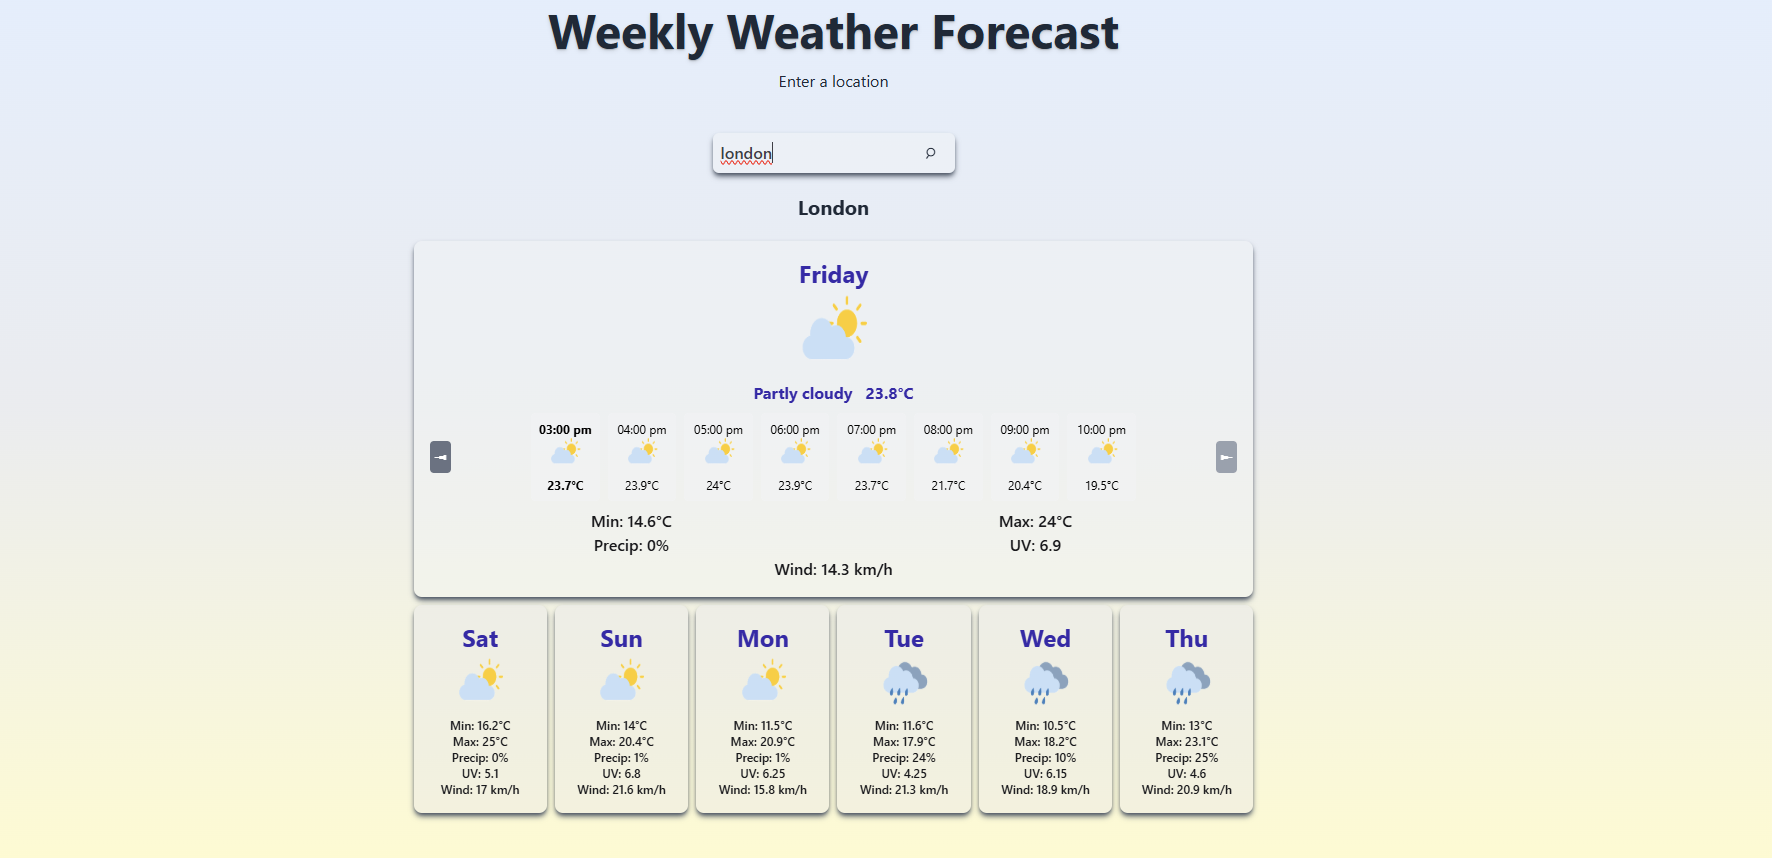 Weekly Weather Forecast
Enter a location
london
London
Friday
Partly cloudy 23.8°C
03:00 pm 04:00 pm 05:00 pm 06:00 pm 07:00 pm 08:00 pm 09:00 pm 10:00 pm
23.7°C 23.9°C 24°C 23.9°C 23.7°C 21.7°C 20.4°C 19.5°C
Min: 14.6°C Max: 24°C
Precip: 0% UV: 6.9
Wind: 14.3 km/h
Sat Sun Mon Tue Wed Thu
Min: 16.2°C Min: 14°C Min: 11.5°C Min: 11.6°C Min: 10.5°C Min: 13°C
Max: 25°C Max: 20.4°C Max: 20.9°C Max: 17.9°C Max: 18.2°C Max: 23.1°C
Precip: 0% Precip: 1% Precip: 1% Precip: 24% Precip: 10% Precip: 25%
UV: 5.1 UV: 6.8 UV: 6.25 UV: 4.25 UV: 6.15 UV: 4.6
Wind: 17 km/h Wind: 21.6 km/h Wind: 15.8 km/h Wind: 21.3 km/h Wind: 18.9 km/h Wind: 20.9 km/h